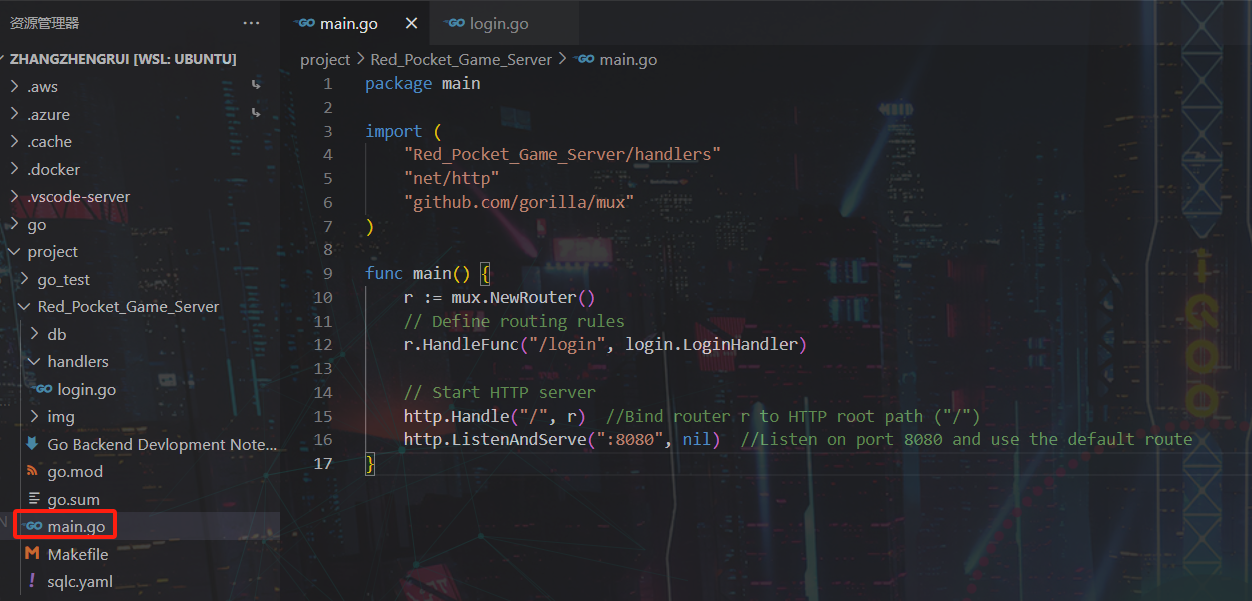 资源管理器
ZHANGZHENGRUI [WSL: UBUNTU]
.aws
.azure
.cache
.docker
.vscode-server
go
project
go_test
Red_Pocket_Game_Server
db
handlers
GO login.go
img
Go Backend Devlopment Note...
go.mod
go.sum
GO main.go
Makefile
sqlc.yaml
GO main.go
GO login.go
project > Red_Pocket_Game_Server > GO main.go
1 package main
2
3 import (
4 "Red_Pocket_Game_Server/handlers"
5 "net/http"
6 "github.com/gorilla/mux"
7 )
8
9 func main() {
10 r := mux.NewRouter()
11 // Define routing rules
12 r.HandleFunc("/login", login.LoginHandler)
13
14 // Start HTTP server
15 http.Handle("/", r) //Bind router r to HTTP root path ("/")
16 http.ListenAndServe(":8080", nil) //Listen on port 8080 and use the default route
17 }